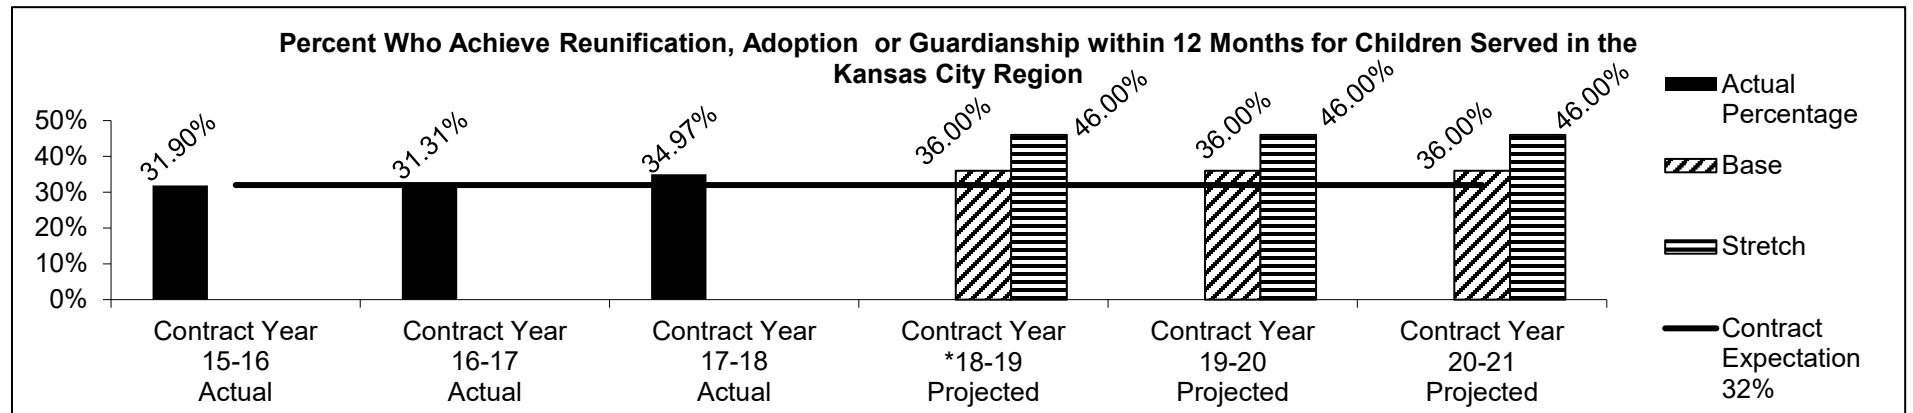 Percent Who Achieve Reunification, Adoption or Guardianship within 12 Months for Children Served in the
Kansas City Region
50%
40%
30%
20%
10%
0%
31.90%
31.31%
34.97%
36.00%
46.00%
36.00%
46.00%
36.00%
46.00%
Contract Year
15-16
Actual
Contract Year
16-17
Actual
Contract Year
17-18
Actual
Contract Year
*18-19
Projected
Contract Year
19-20
Projected
Contract Year
20-21
Projected
Actual
Percentage
Base
Stretch
Contract
Expectation
32%